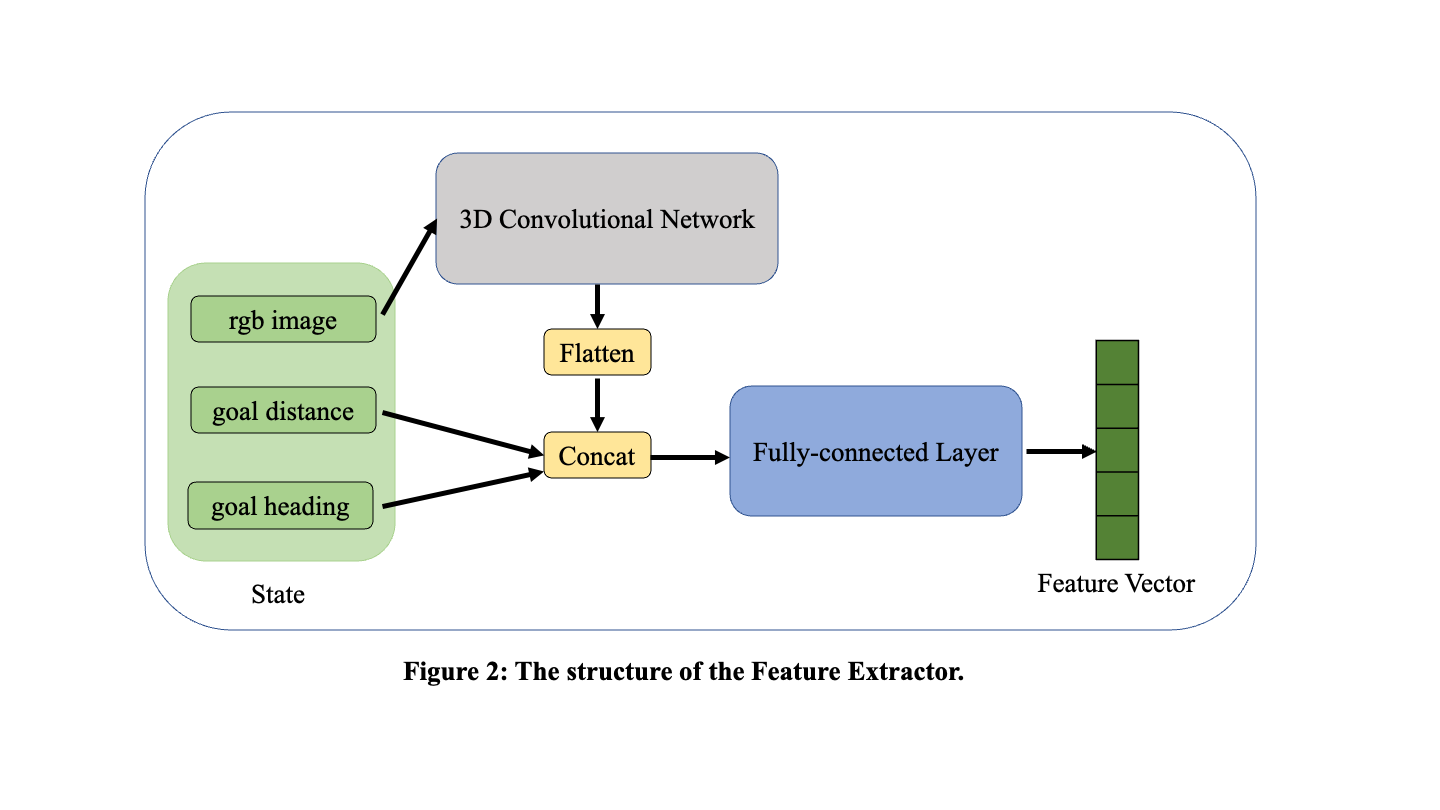 3D Convolutional Network
rgb image
Flatten
goal distance
Concat
Fully-connected Layer
goal heading
State
Feature Vector
Figure 2: The structure of the Feature Extractor.